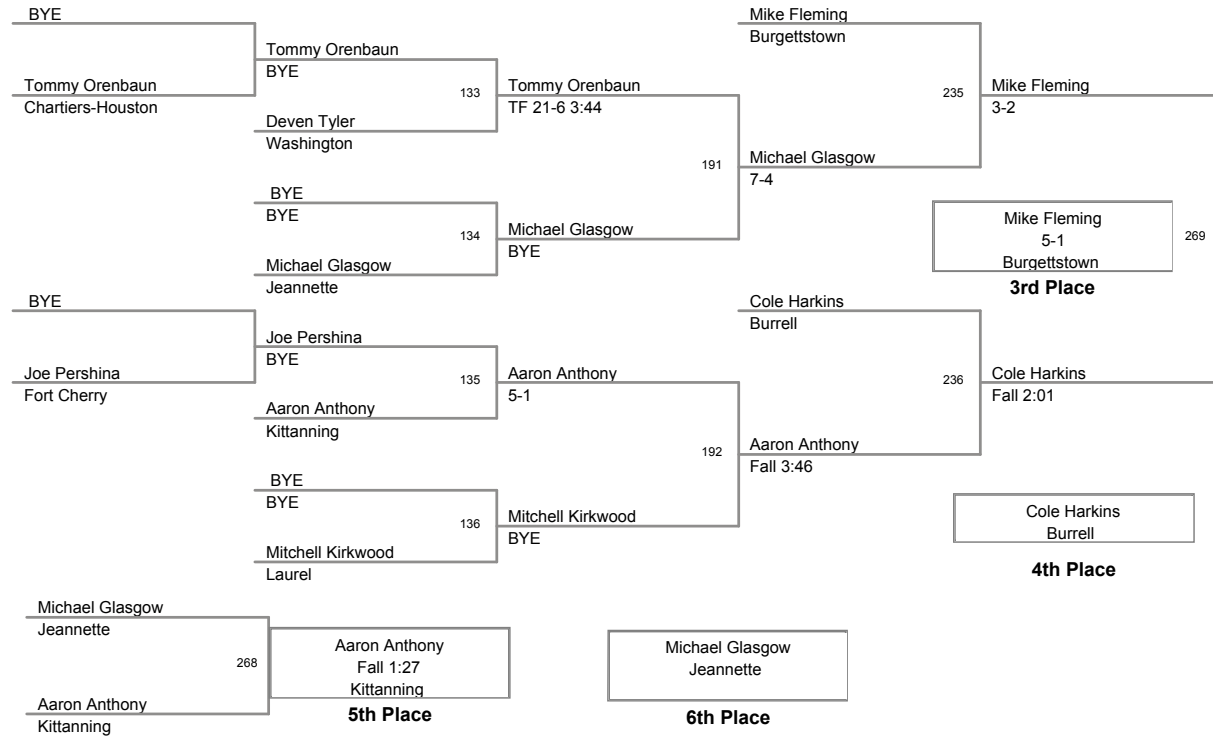 BYE
Mike Fleming
Burgettstown
Tommy Orenbaun
BYE
Tommy Orenbaun
Chartiers-Houston
133
Tommy Orenbaun
TF 21-6 3:44
235
Mike Fleming
3-2
Deven Tyler
Washington
191
Michael Glasgow
7-4
BYE
BYE
134
Michael Glasgow
BYE
Mike Fleming
5-1
Burgettstown
269
3rd Place
Michael Glasgow
Jeannette
BYE
Cole Harkins
Burrell
Joe Pershina
BYE
Joe Pershina
Fort Cherry
135
Aaron Anthony
5-1
236
Cole Harkins
Fall 2:01
Aaron Anthony
Kittanning
192
Aaron Anthony
Fall 3:46
BYE
BYE
136
Mitchell Kirkwood
BYE
Cole Harkins
Burrell
4th Place
Mitchell Kirkwood
Laurel
Michael Glasgow
Jeannette
268
Aaron Anthony
Fall 1:27
Kittanning
5th Place
Michael Glasgow
Jeannette
6th Place
Aaron Anthony
Kittanning